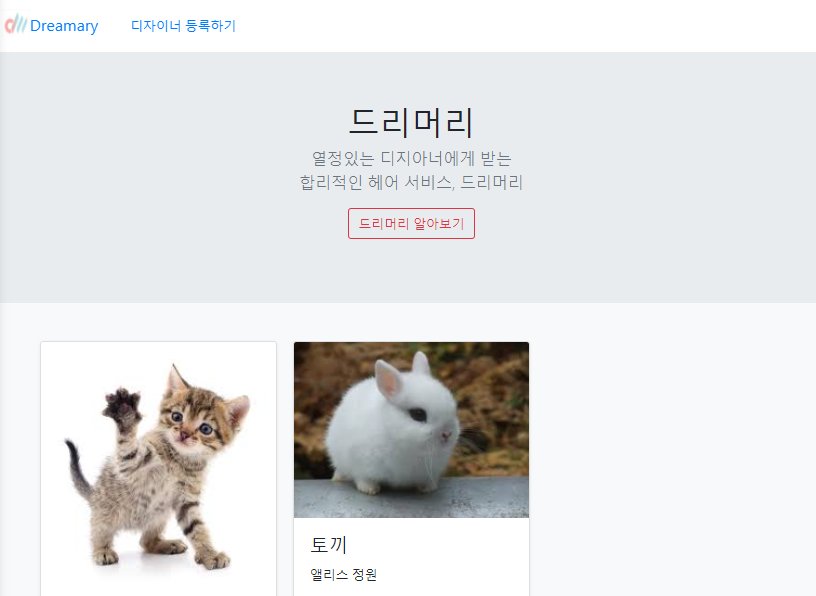 Dreamary
디자이너 등록하기
드리머리
열정있는 디지아너에게 받는
합리적인 헤어 서비스, 드리머리
드리머리 알아보기
토끼
앨리스 정원